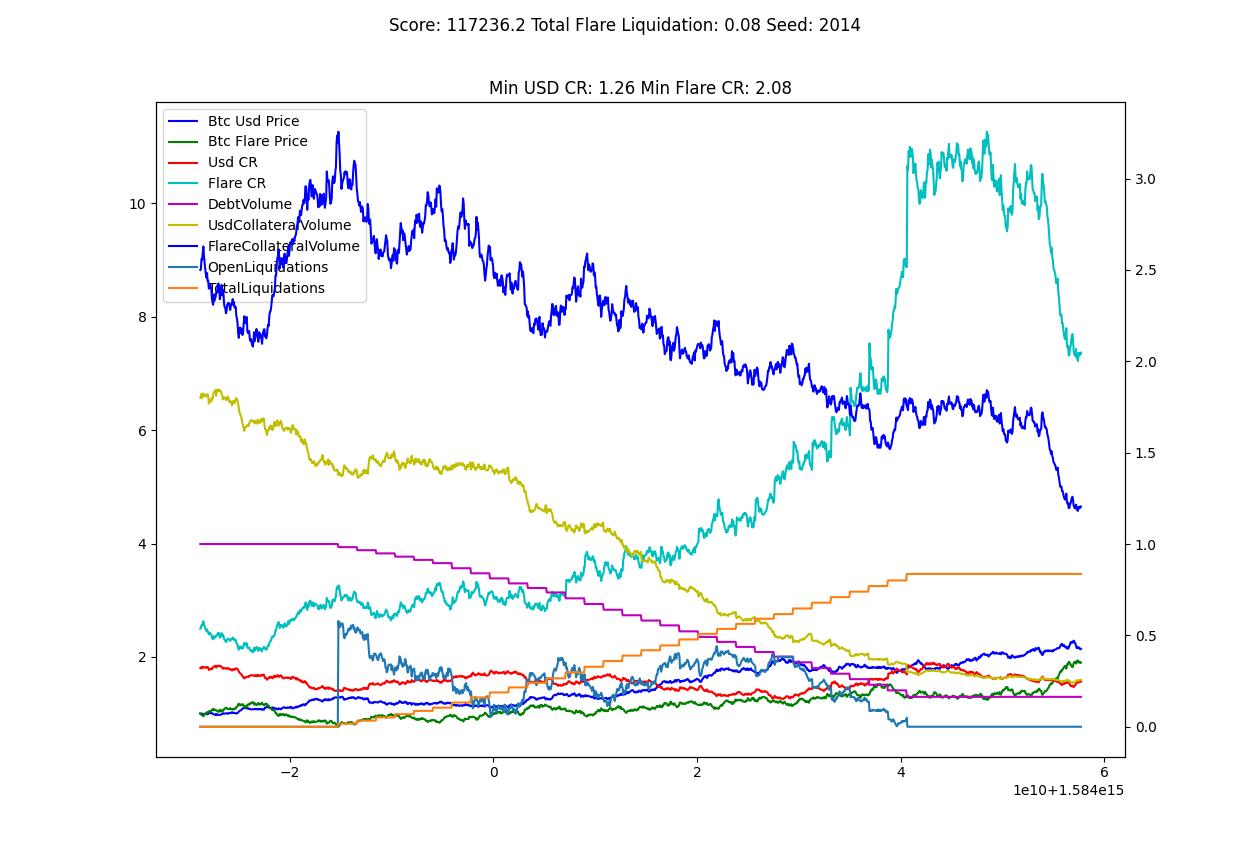 Score: 117236.2 Total Flare Liquidation: 0.08 Seed: 2014
Min USD CR: 1.26 Min Flare CR: 2.08
Btc Usd Price
Btc Flare Price
Usd CR
Flare CR
DebtVolume
UsdCollateralVolume
FlareCollateralVolume
OpenLiquidations
TotalLiquidations
10
8
6
4
2
3.0
2.5
2.0
1.5
1.0
0.5
0.0
−2
0
2
4
6
1e10+1.584e15